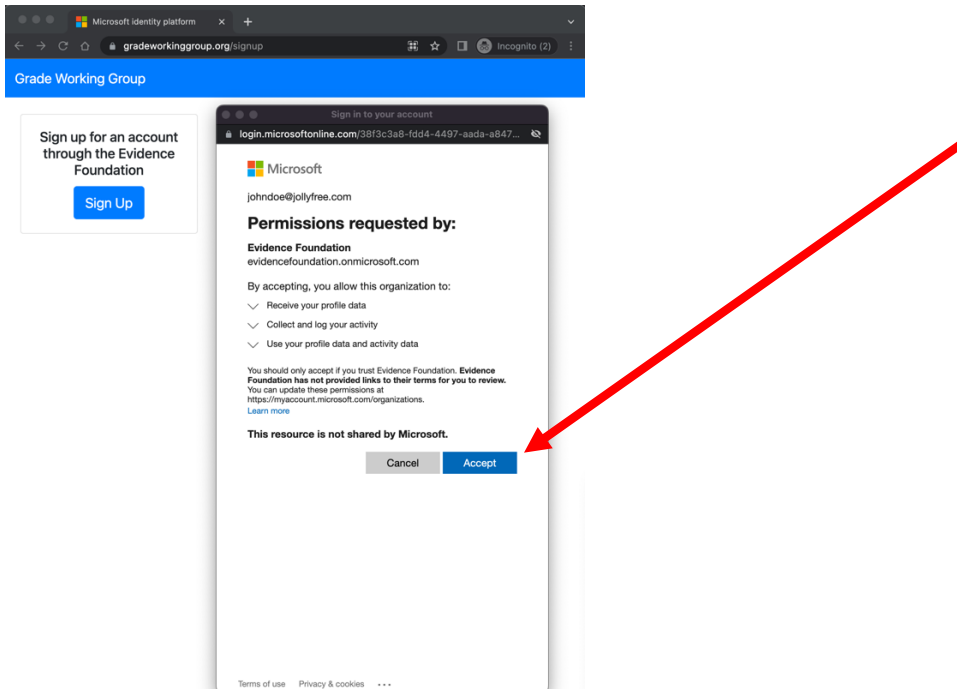 Microsoft identity platform
gradeworkinggroup.org/signup
Incognito (2)
Grade Working Group
Sign up for an account
through the Evidence
Foundation
Sign Up
Sign in to your account
login.microsoftonline.com/38f3c3a8-fdd4-4497-aada-a847...
Microsoft
johndoe@jollyfree.com
Permissions requested by:
Evidence Foundation
evidencefoundation.onmicrosoft.com
By accepting, you allow this organization to:
Receive your profile data
Collect and log your activity
Use your profile data and activity data
You should only accept if you trust Evidence Foundation. Evidence
Foundation has not provided links to their terms for you to review.
You can update these permissions at
https://myaccount.microsoft.com/organizations.
Learn more
This resource is not shared by Microsoft.
Cancel Accept
Terms of use Privacy & cookies ...